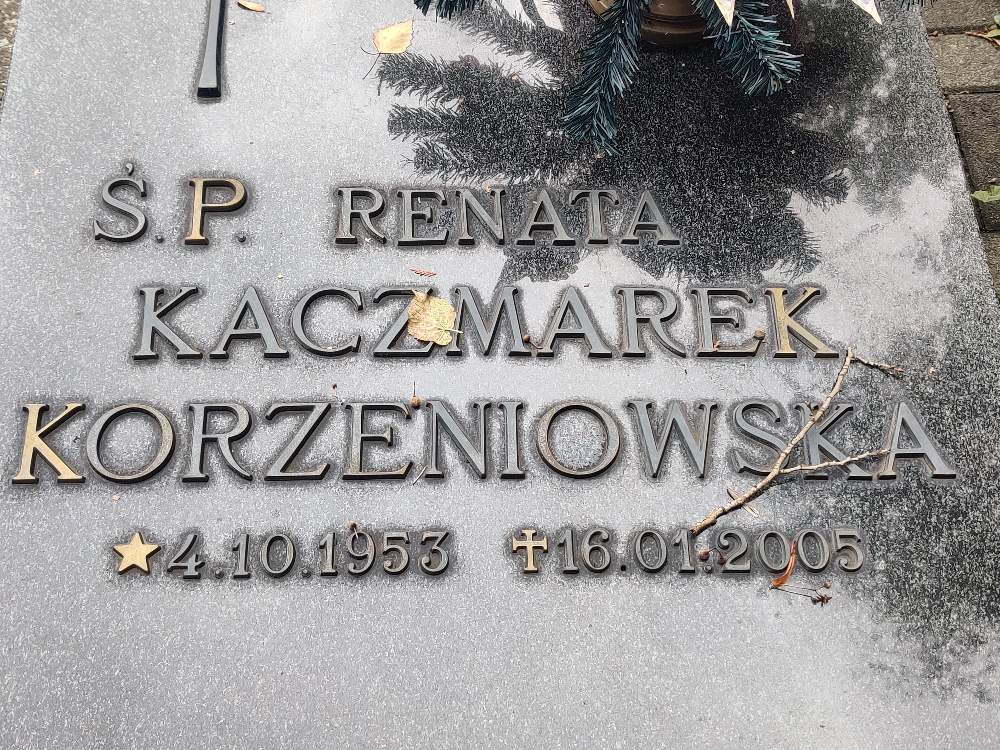 Ś.P. RENATA
KACZMAREK
KORZENIOWSKA
4.10.1953 16.01.2005